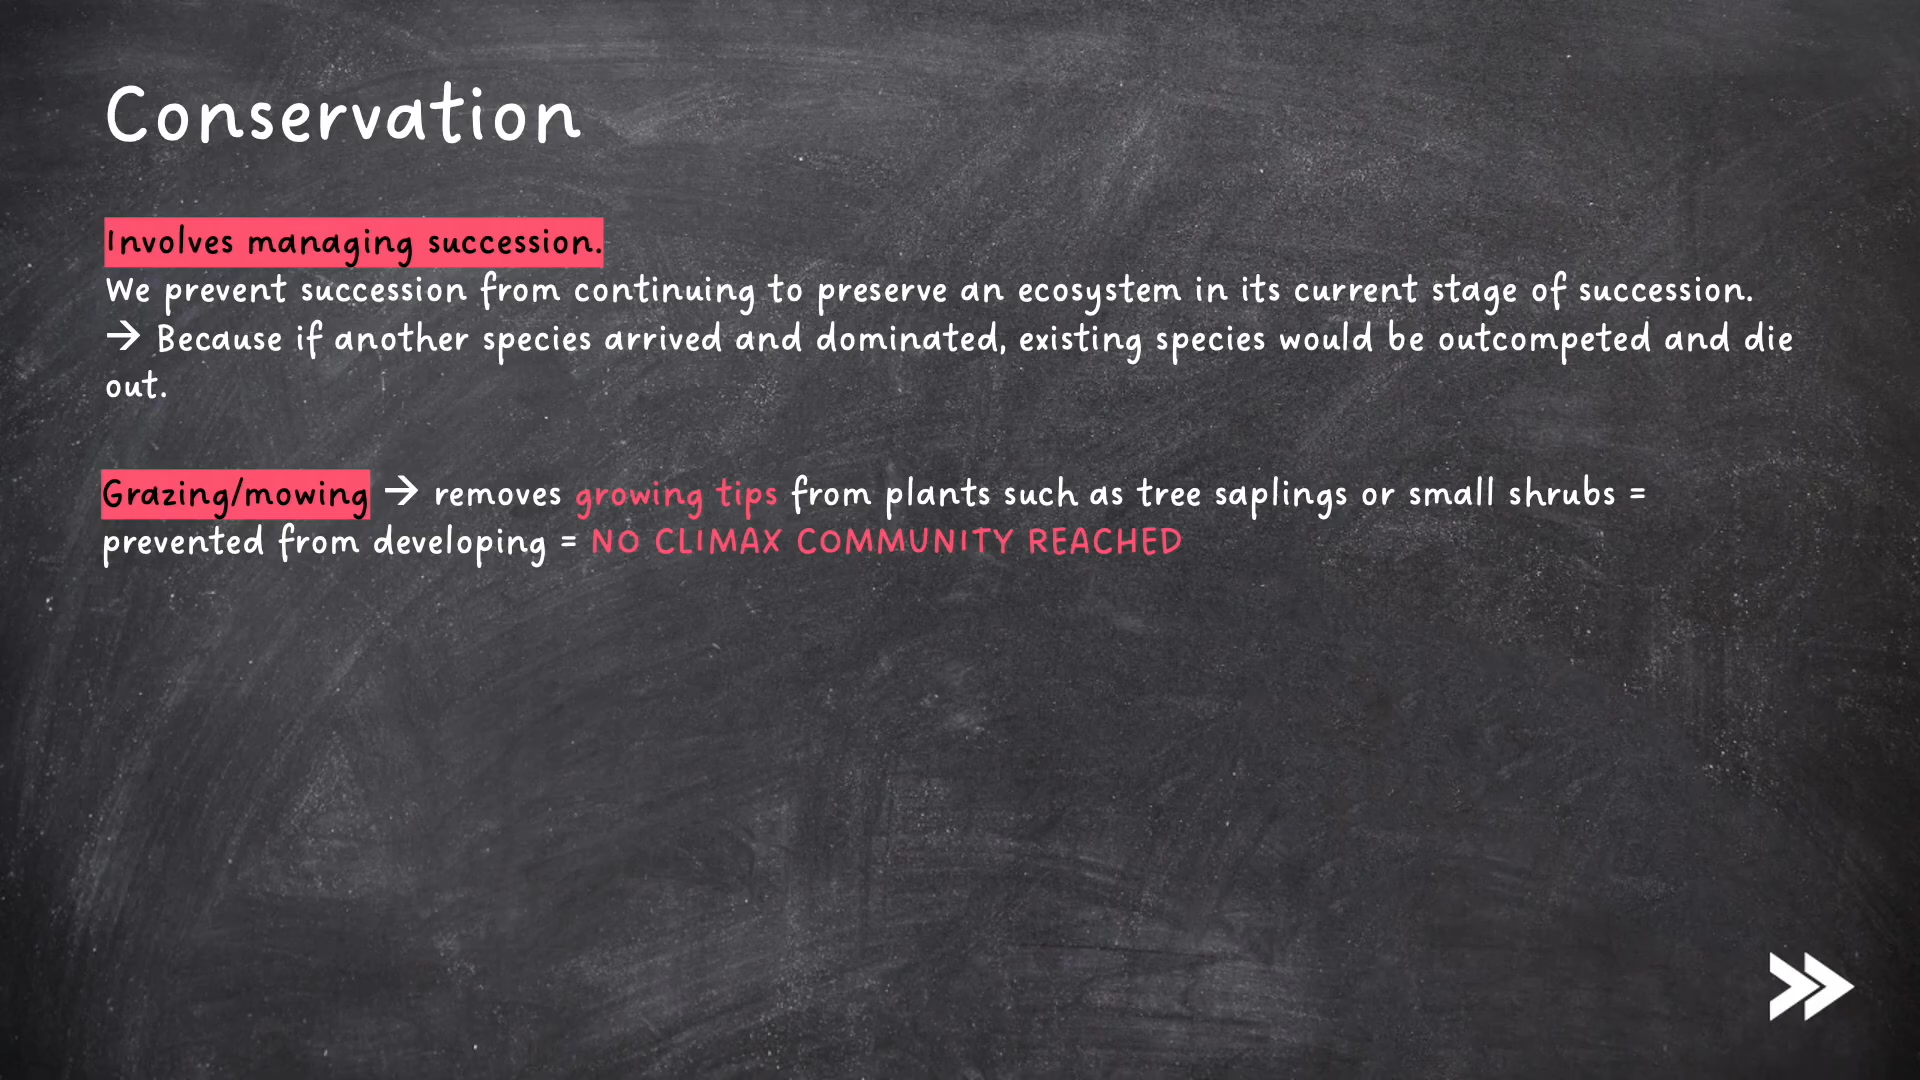 Conservation
Involves managing succession.
We prevent succession from continuing to preserve an ecosystem in its current stage of succession.
→ Because if another species arrived and dominated, existing species would be outcompeted and die
out.
Grazing/mowing → removes growing tips from plants such as tree saplings or small shrubs =
prevented from developing = NO CLIMAX COMMUNITY REACHED